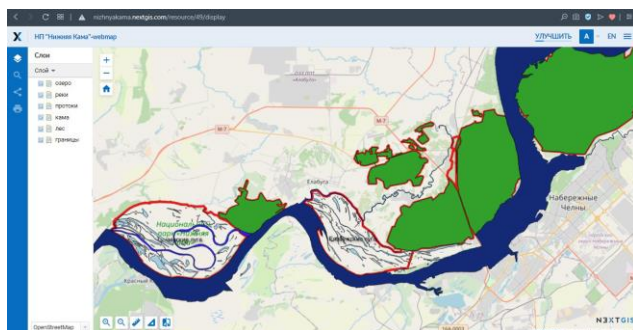 nizhnyakama.nextgis.com/resource/49/display
НП "Нижняя Кама"-webmap
УЛУЧШИТЬ
A
EN
Слои
Слой
озеро
реки
протоки
кама
лес
границы
М-7
М-7
Елабуга
Набережные
Челны
OpenStreetMap
NEXTGIS